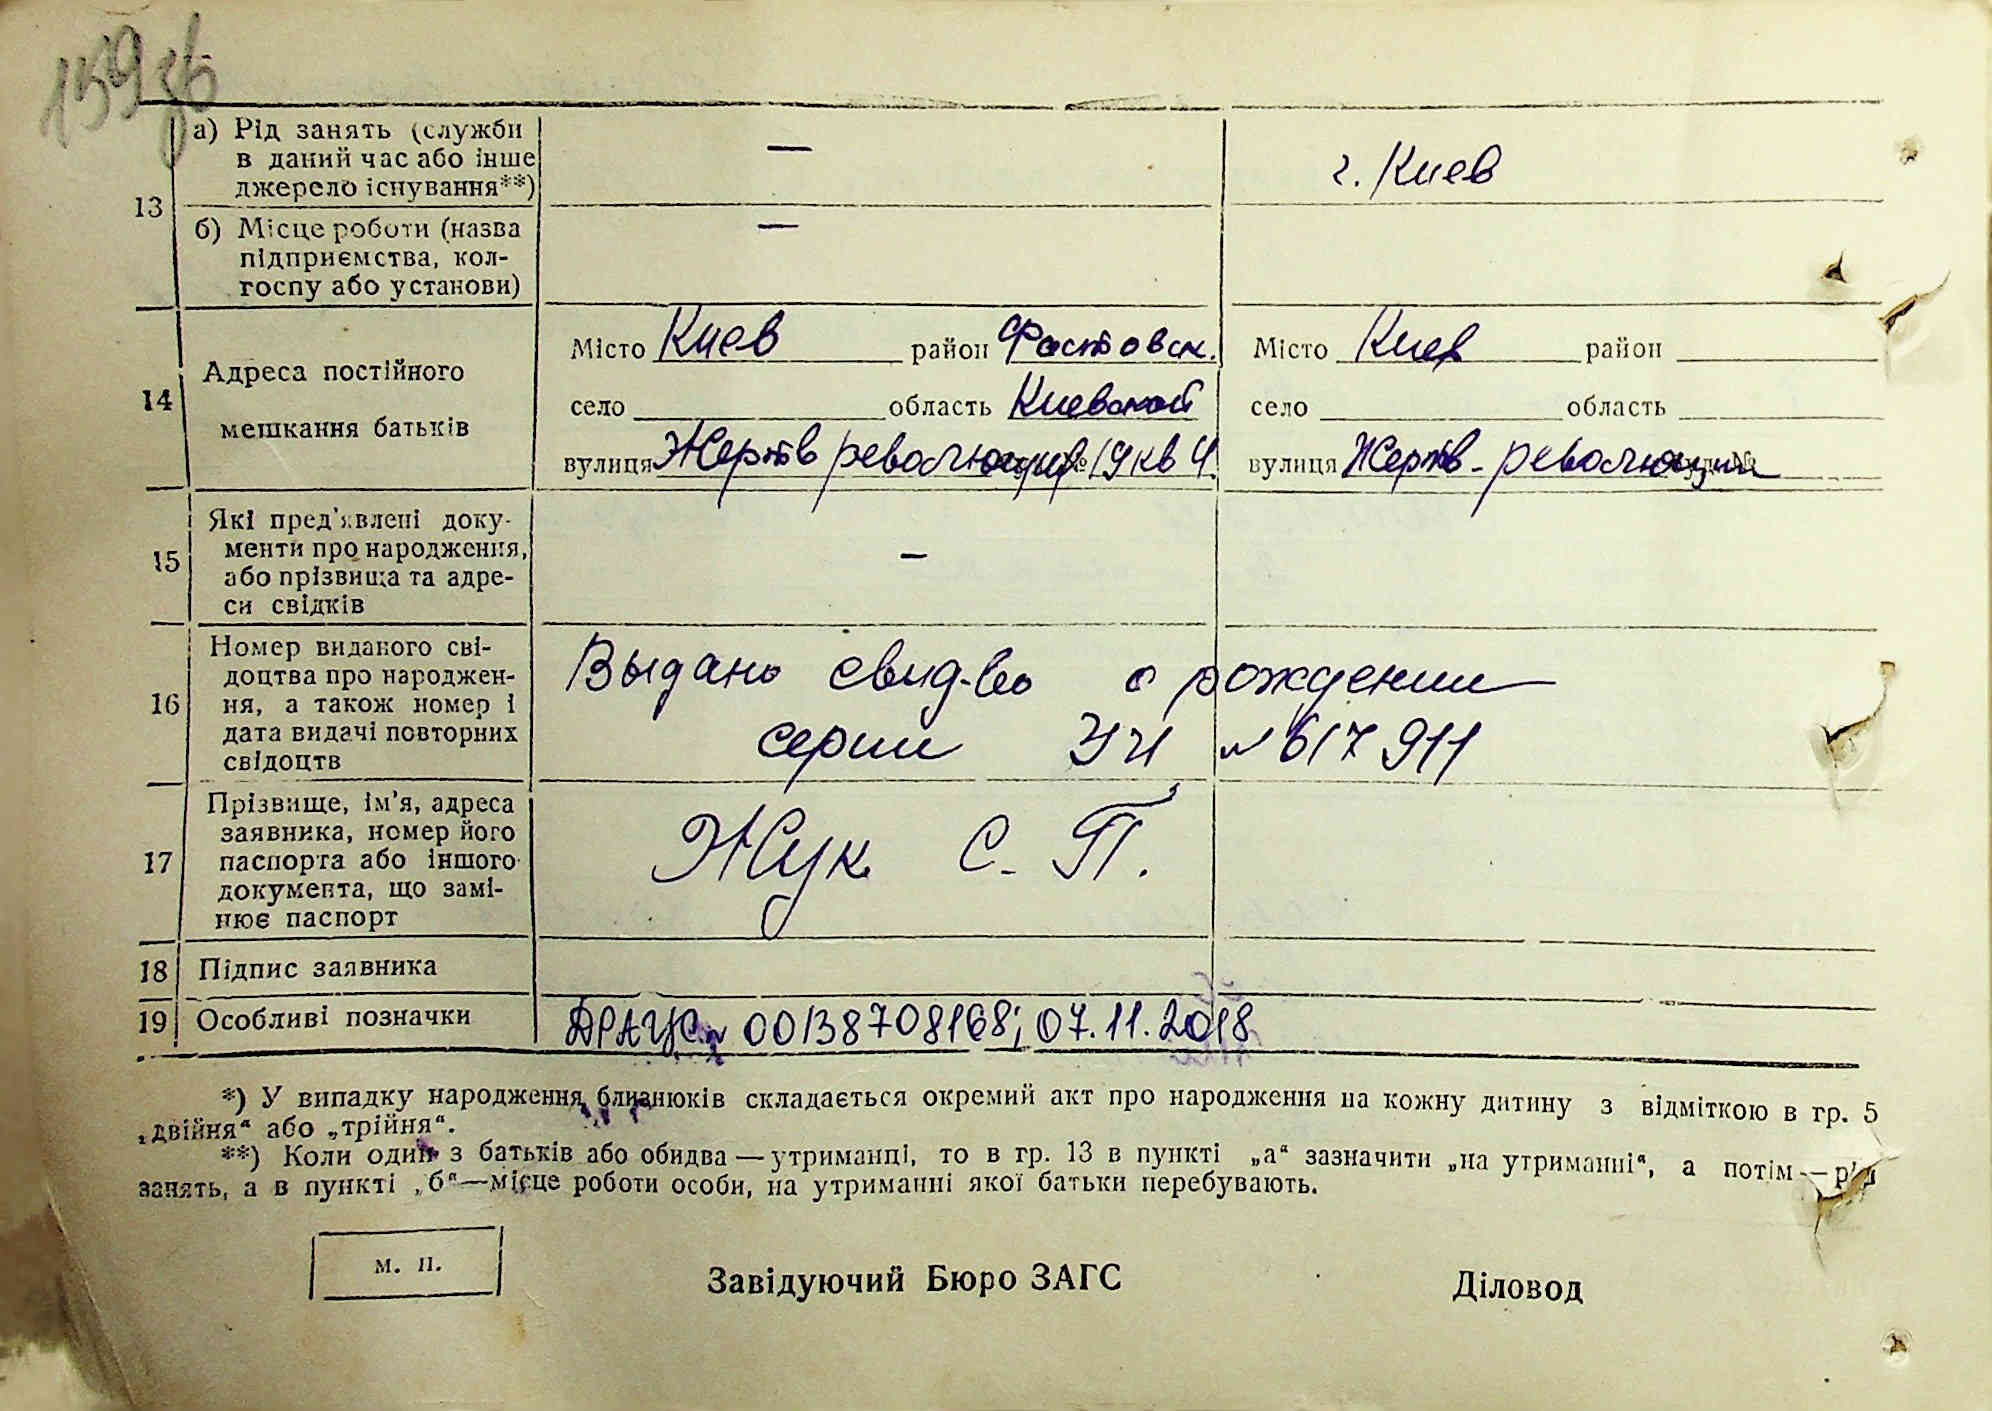 159 об
13
а) Рід занять (служби
в даний час або інше
джерело існування**)
—
г. Киев
б) Місце роботи (назва
підприємства, кол-
госпу або установи)
—
14
Адреса постійного
мешкання батьків
Місто Киев район Фастовск.
село область Киевской
вулиця Жертв революции № 19 кв 4
Місто Киев район
село область
вулиця Жертв-революции
15
Які пред'явлені доку-
менти про народження,
або прізвища та адре-
си свідків
—
16
Номер виданого сві-
доцтва про народжен-
ня, а також номер і
дата видачі повторних
свідоцтв
Выдано свид-во о рождении
серии N 617911
17
Прізвище, ім'я, адреса
заявника, номер його
паспорта або іншого
документа, що замі-
нює паспорт
Жук С. П.
18
Підпис заявника
19
Особливі позначки
ДРАЦС N 00138708168; 07.11.2018
*) У випадку народження близнюків складається окремий акт про народження на кожну дитину з відміткою в гр. 5
„двійня“ або „трійня“.
**) Коли один з батьків або обидва — утриманці, то в гр. 13 в пункті „а“ зазначити „на утриманні“, а потім — рід
занять, а в пункті „б“ — місце роботи особи, на утриманні якої батьки перебувають.
м. п.
Завідуючий Бюро ЗАГС
Діловод